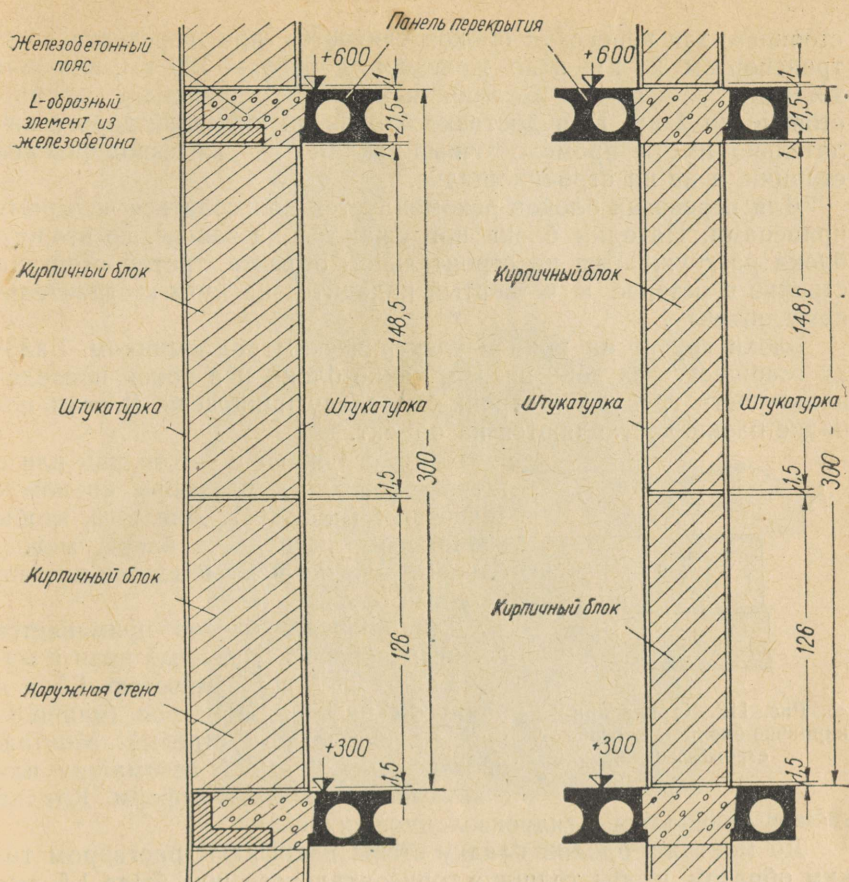 Панель перекрытия
Железобетонный
пояс
+600
1
21,5
1
L-образный
элемент из
железобетона
Кирпичный блок
148,5
Штукатурка
Штукатурка
300
1,5
Кирпичный блок
126
Наружная стена
+300
1,5
+600
1
21,5
1
Кирпичный блок
148,5
Штукатурка
Штукатурка
300
1,5
Кирпичный блок
126
+300
1,5